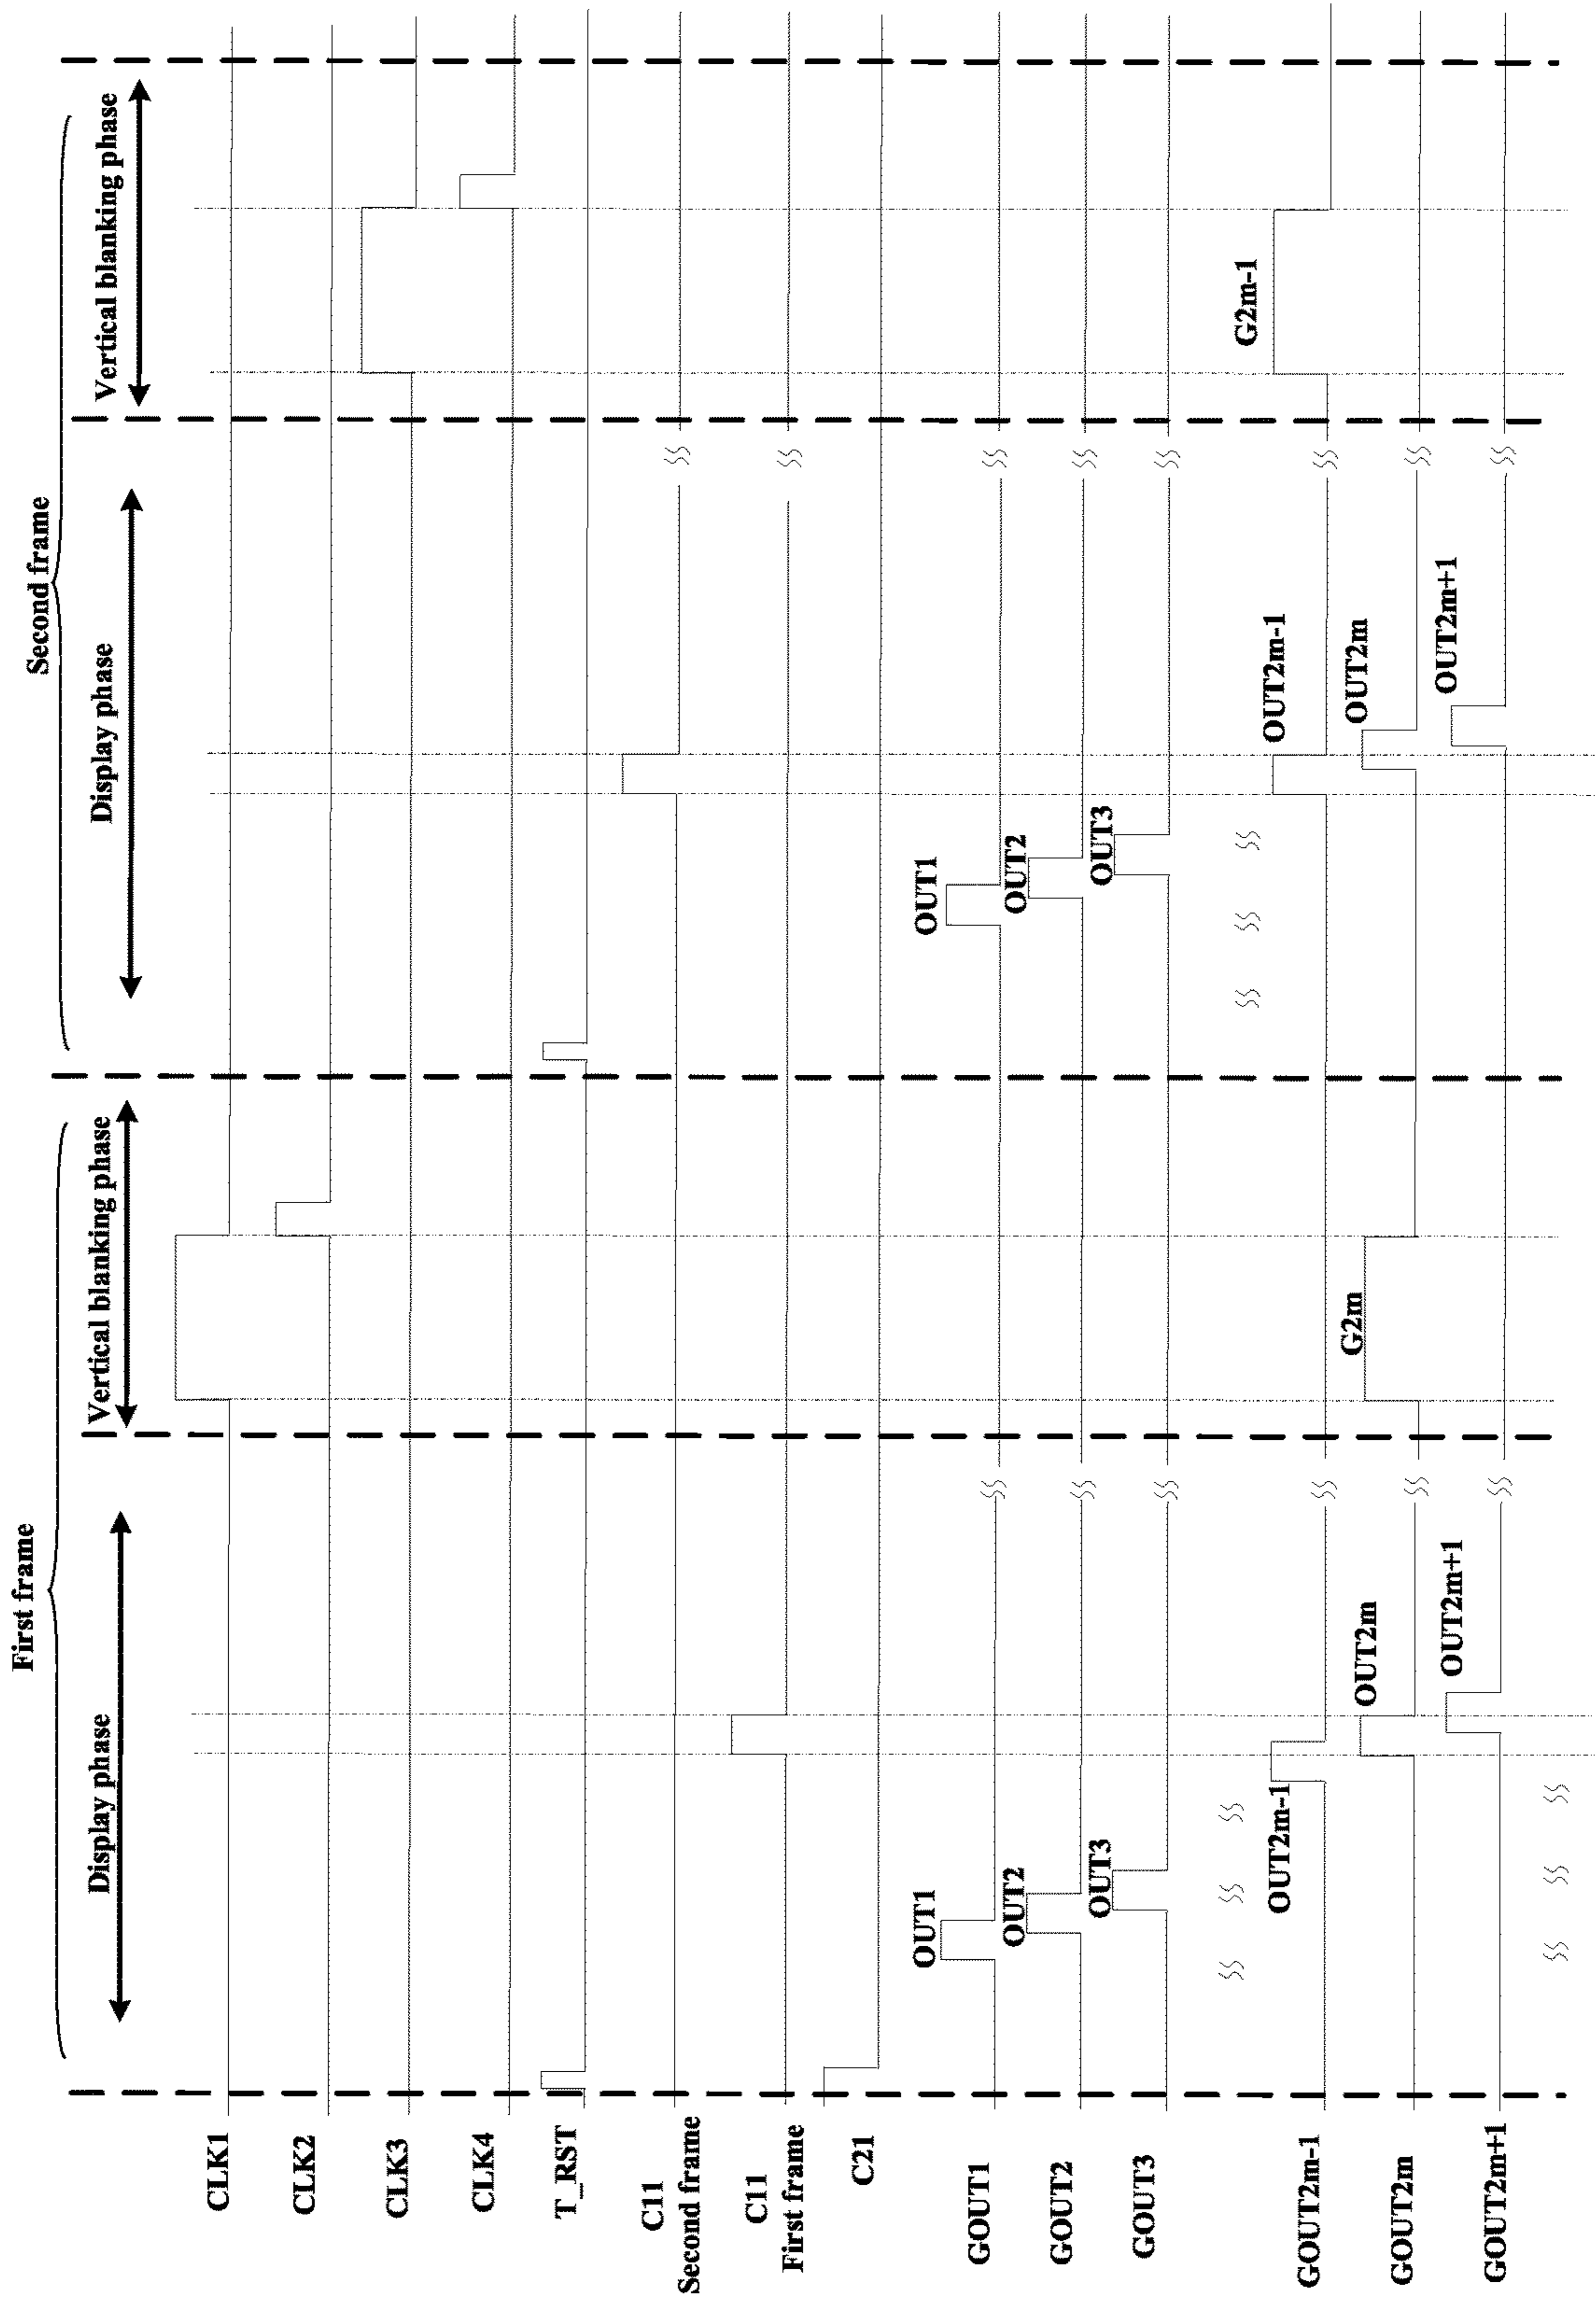 First frame
Second frame
Display phase
Vertical blanking phase
Display phase
Vertical blanking phase
CLK1
CLK2
CLK3
CLK4
T_RST
C11
Second frame
C11
First frame
C21
GOUT1
OUT1
OUT1
GOUT2
OUT2
OUT2
GOUT3
OUT3
OUT3
GOUT2m-1
OUT2m-1
OUT2m-1
G2m-1
GOUT2m
OUT2m
G2m
OUT2m
GOUT2m+1
OUT2m+1
OUT2m+1